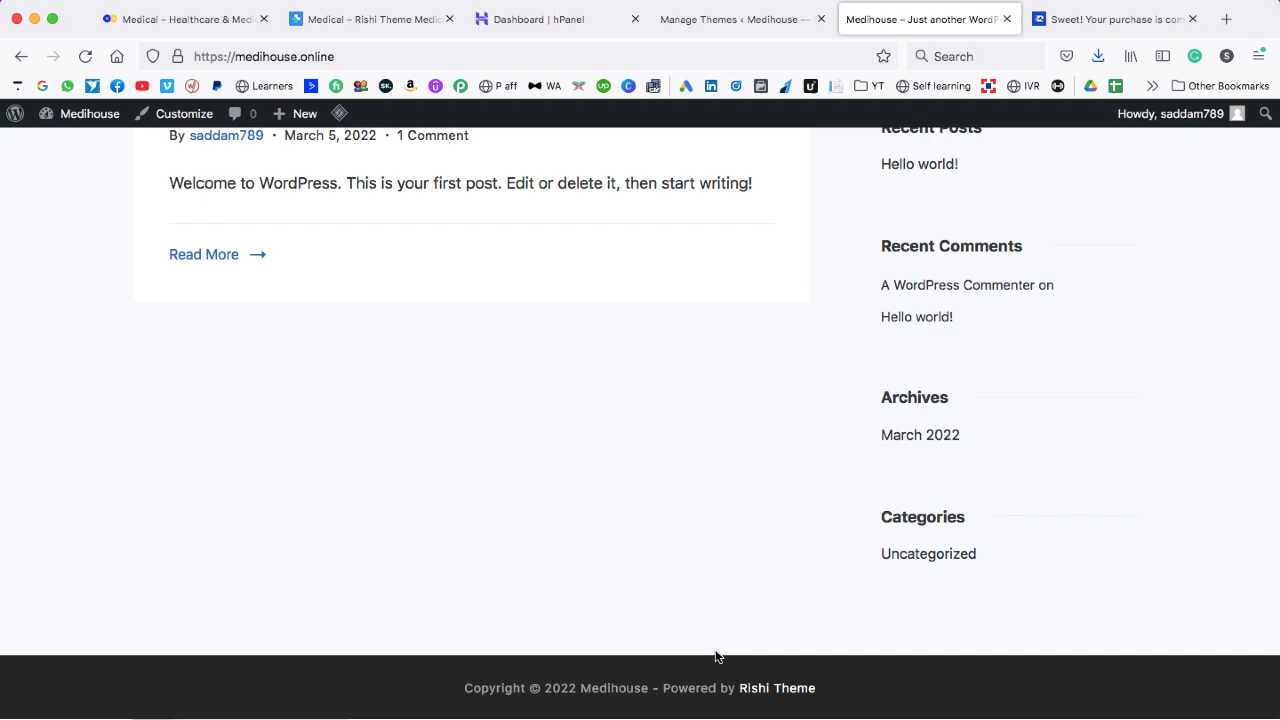 Medical – Healthcare & Medi
Medical – Rishi Theme Medic
Dashboard | hPanel
Manage Themes ‹ Medihouse —
Medihouse – Just another WordP
Sweet! Your purchase is com
https://medihouse.online
Search
Learners
P aff
WA
YT
Self learning
IVR
Other Bookmarks
Medihouse
Customize
0
New
Howdy, saddam789
By saddam789 · March 5, 2022 · 1 Comment
Welcome to WordPress. This is your first post. Edit or delete it, then start writing!
Read More →
Recent Posts
Hello world!
Recent Comments
A WordPress Commenter on
Hello world!
Archives
March 2022
Categories
Uncategorized
Copyright © 2022 Medihouse – Powered by Rishi Theme